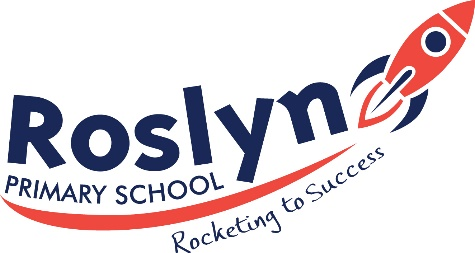 Roslyn
PRIMARY SCHOOL
Rocketing to Success